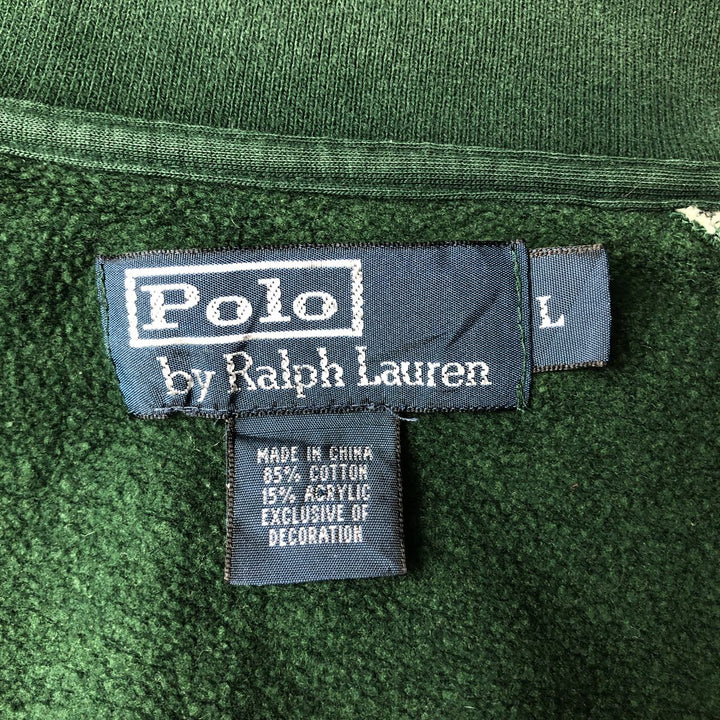 Polo
by Ralph Lauren
L
MADE IN CHINA
85% COTTON
15% ACRYLIC
EXCLUSIVE OF
DECORATION